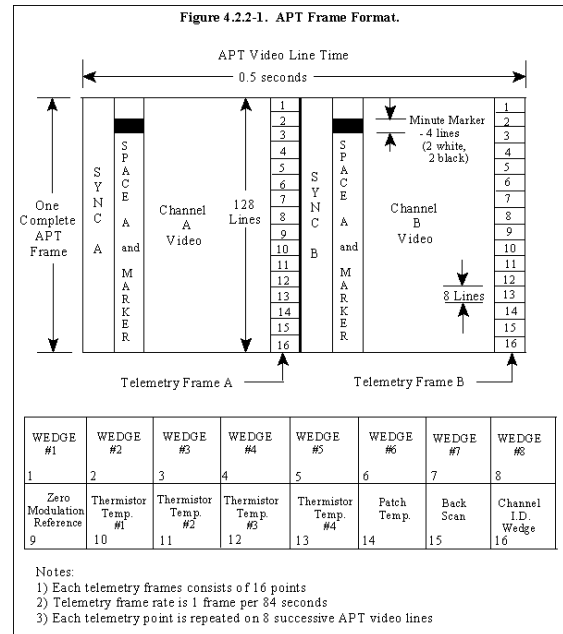 Figure 4.2.2-1. APT Frame Format.
APT Video Line Time
0.5 seconds
One
Complete
APT
Frame
SYNC A
SPACE A and MARKER
Channel
A
Video
128
Lines
1
2
3
4
5
6
7
8
9
10
11
12
13
14
15
16
SYNC B
SPACE A and MARKER
Minute Marker
- 4 lines
(2 white,
2 black)
Channel
B
Video
8 Lines
1
2
3
4
5
6
7
8
9
10
11
12
13
14
15
16
Telemetry Frame A
Telemetry Frame B
WEDGE
#1
1
WEDGE
#2
2
WEDGE
#3
3
WEDGE
#4
4
WEDGE
#5
5
WEDGE
#6
6
WEDGE
#7
7
WEDGE
#8
8
Zero
Modulation
Reference
9
Thermistor
Temp.
#1
10
Thermistor
Temp.
#2
11
Thermistor
Temp.
#3
12
Thermistor
Temp.
#4
13
Patch
Temp.
14
Back
Scan
15
Channel
I.D.
Wedge
16
Notes:
1) Each telemetry frames consists of 16 points
2) Telemetry frame rate is 1 frame per 84 seconds
3) Each telemetry point is repeated on 8 successive APT video lines